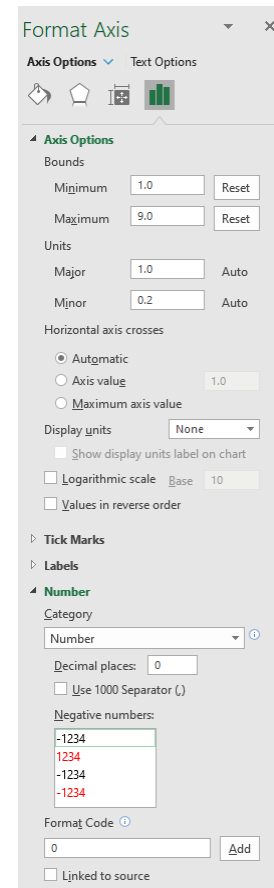 Format Axis
Axis Options Text Options
Axis Options
Bounds
Minimum 1.0 Reset
Maximum 9.0 Reset
Units
Major 1.0 Auto
Minor 0.2 Auto
Horizontal axis crosses
Automatic
Axis value 1.0
Maximum axis value
Display units None
Show display units label on chart
Logarithmic scale Base 10
Values in reverse order
Tick Marks
Labels
Number
Category
Number
Decimal places: 0
Use 1000 Separator (,)
Negative numbers:
-1234
1234
-1234
-1234
Format Code
0 Add
Linked to source